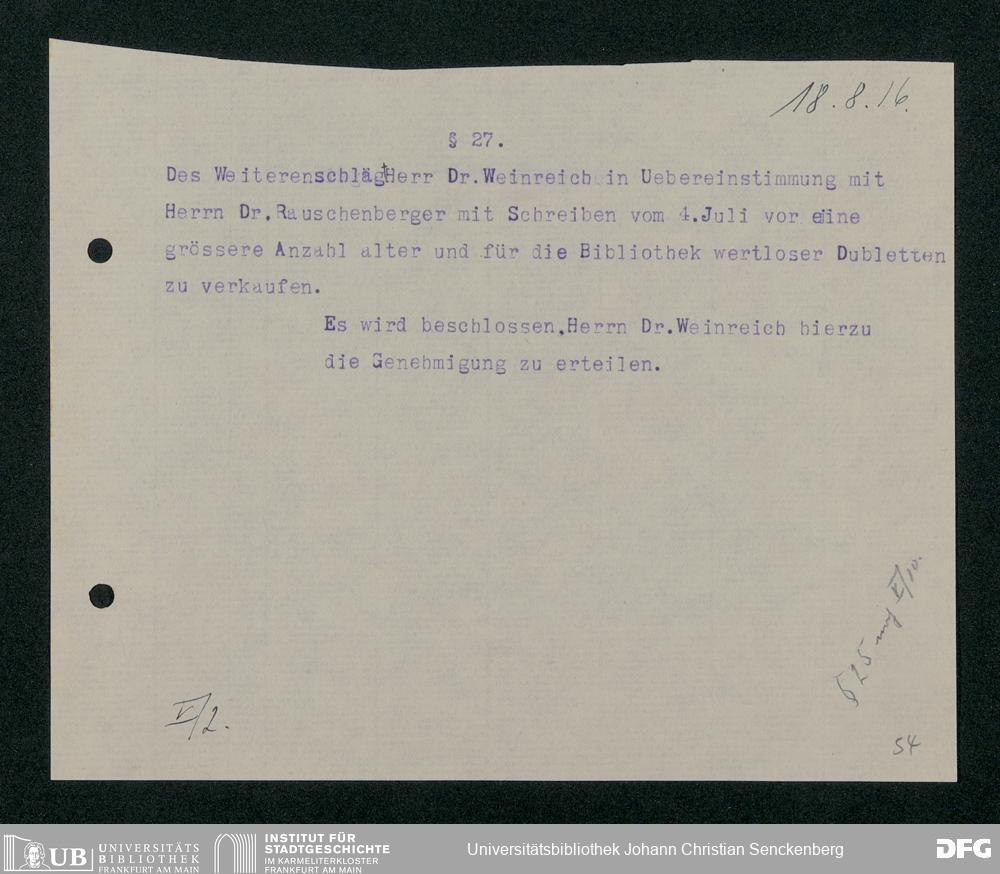 18.8.16.
§ 27.
Des Weiteren schlägt Herr Dr.Weinreich in Uebereinstimmung mit
Herrn Dr.Rauschenberger mit Schreiben vom 4.Juli vor eine
grössere Anzahl alter und für die Bibliothek wertloser Dubletten
zu verkaufen.
Es wird beschlossen,Herrn Dr.Weinreich hierzu
die Genehmigung zu erteilen.
V/2.
54
UB UNIVERSITÄTS
BIBLIOTHEK
FRANKFURT AM MAIN
INSTITUT FÜR
STADTGESCHICHTE
IM KARMELITERKLOSTER
FRANKFURT AM MAIN
Universitätsbibliothek Johann Christian Senckenberg
DFG